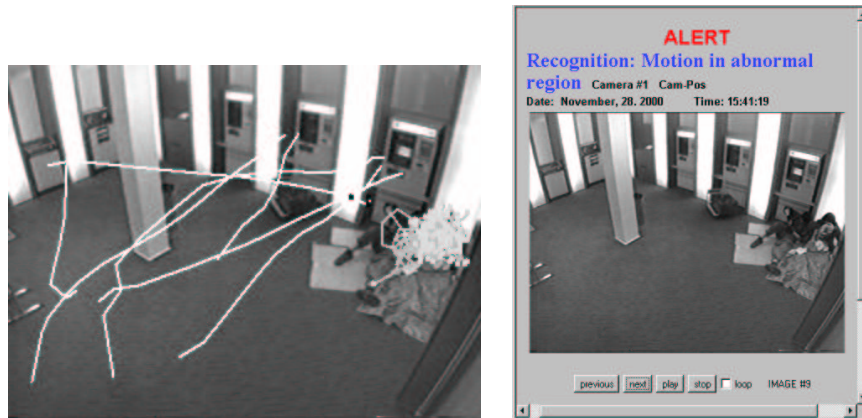 ALERT
Recognition: Motion in abnormal
region Camera #1 Cam-Pos
Date: November, 28. 2000 Time: 15:41:19
previous next play stop loop IMAGE #9